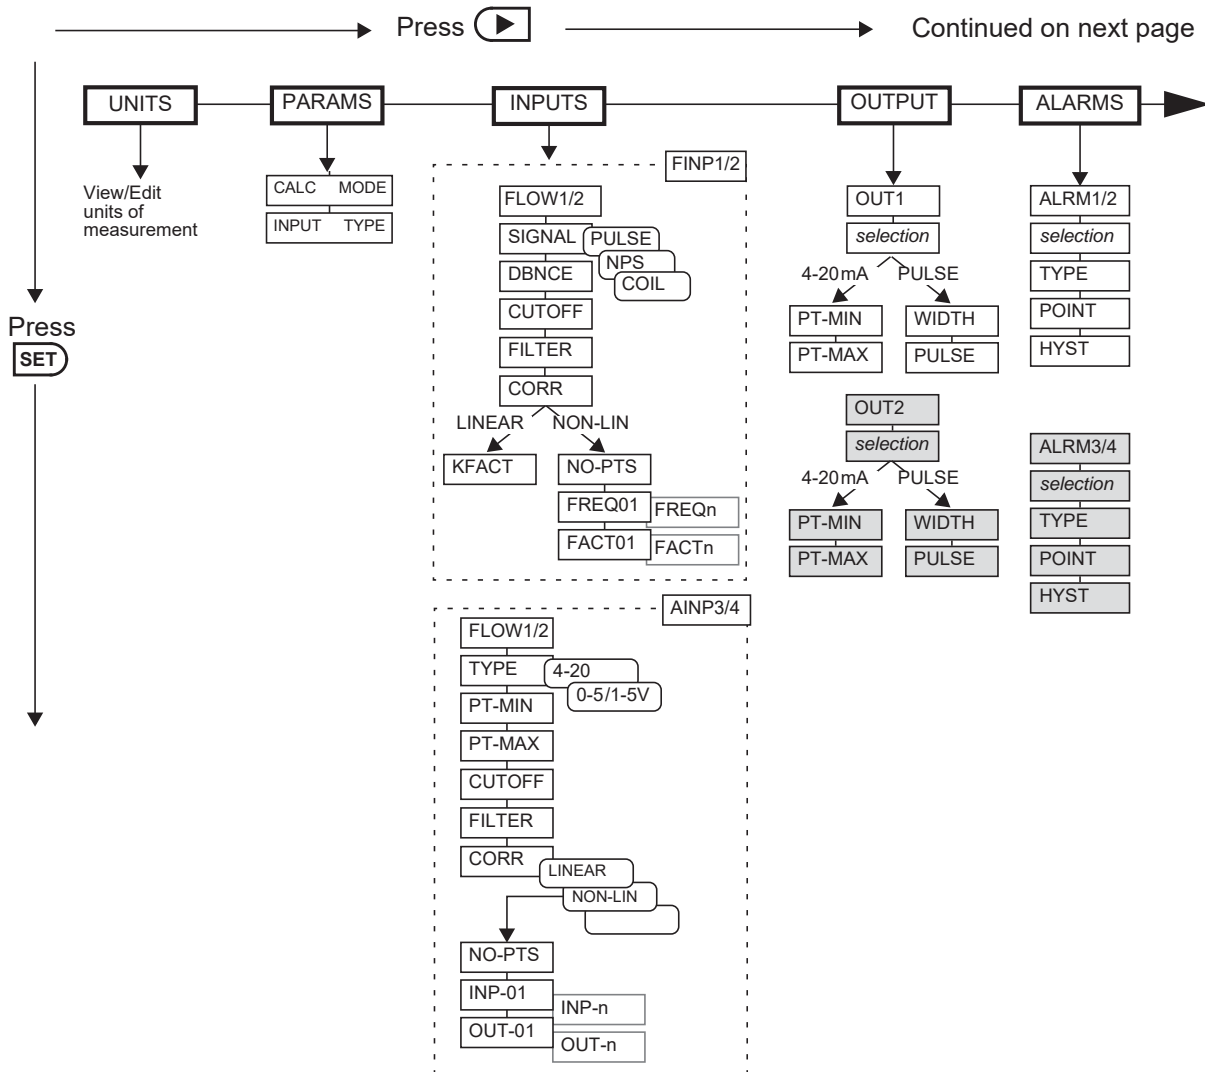 Press
Continued on next page
UNITS
PARAMS
INPUTS
OUTPUT
ALARMS
View/Edit
units of
measurement
CALC MODE
INPUT TYPE
Press
SET
FINP1/2
FLOW1/2
SIGNAL
PULSE
NPS
COIL
DBNCE
CUTOFF
FILTER
CORR
LINEAR
NON-LIN
KFACT
NO-PTS
FREQ01
FREQn
FACT01
FACTn
AINP3/4
FLOW1/2
TYPE
4-20
0-5/1-5V
PT-MIN
PT-MAX
CUTOFF
FILTER
CORR
LINEAR
NON-LIN
NO-PTS
INP-01
INP-n
OUT-01
OUT-n
OUT1
selection
4-20mA
PULSE
PT-MIN
WIDTH
PT-MAX
PULSE
OUT2
selection
4-20mA
PULSE
PT-MIN
WIDTH
PT-MAX
PULSE
ALRM1/2
selection
TYPE
POINT
HYST
ALRM3/4
selection
TYPE
POINT
HYST